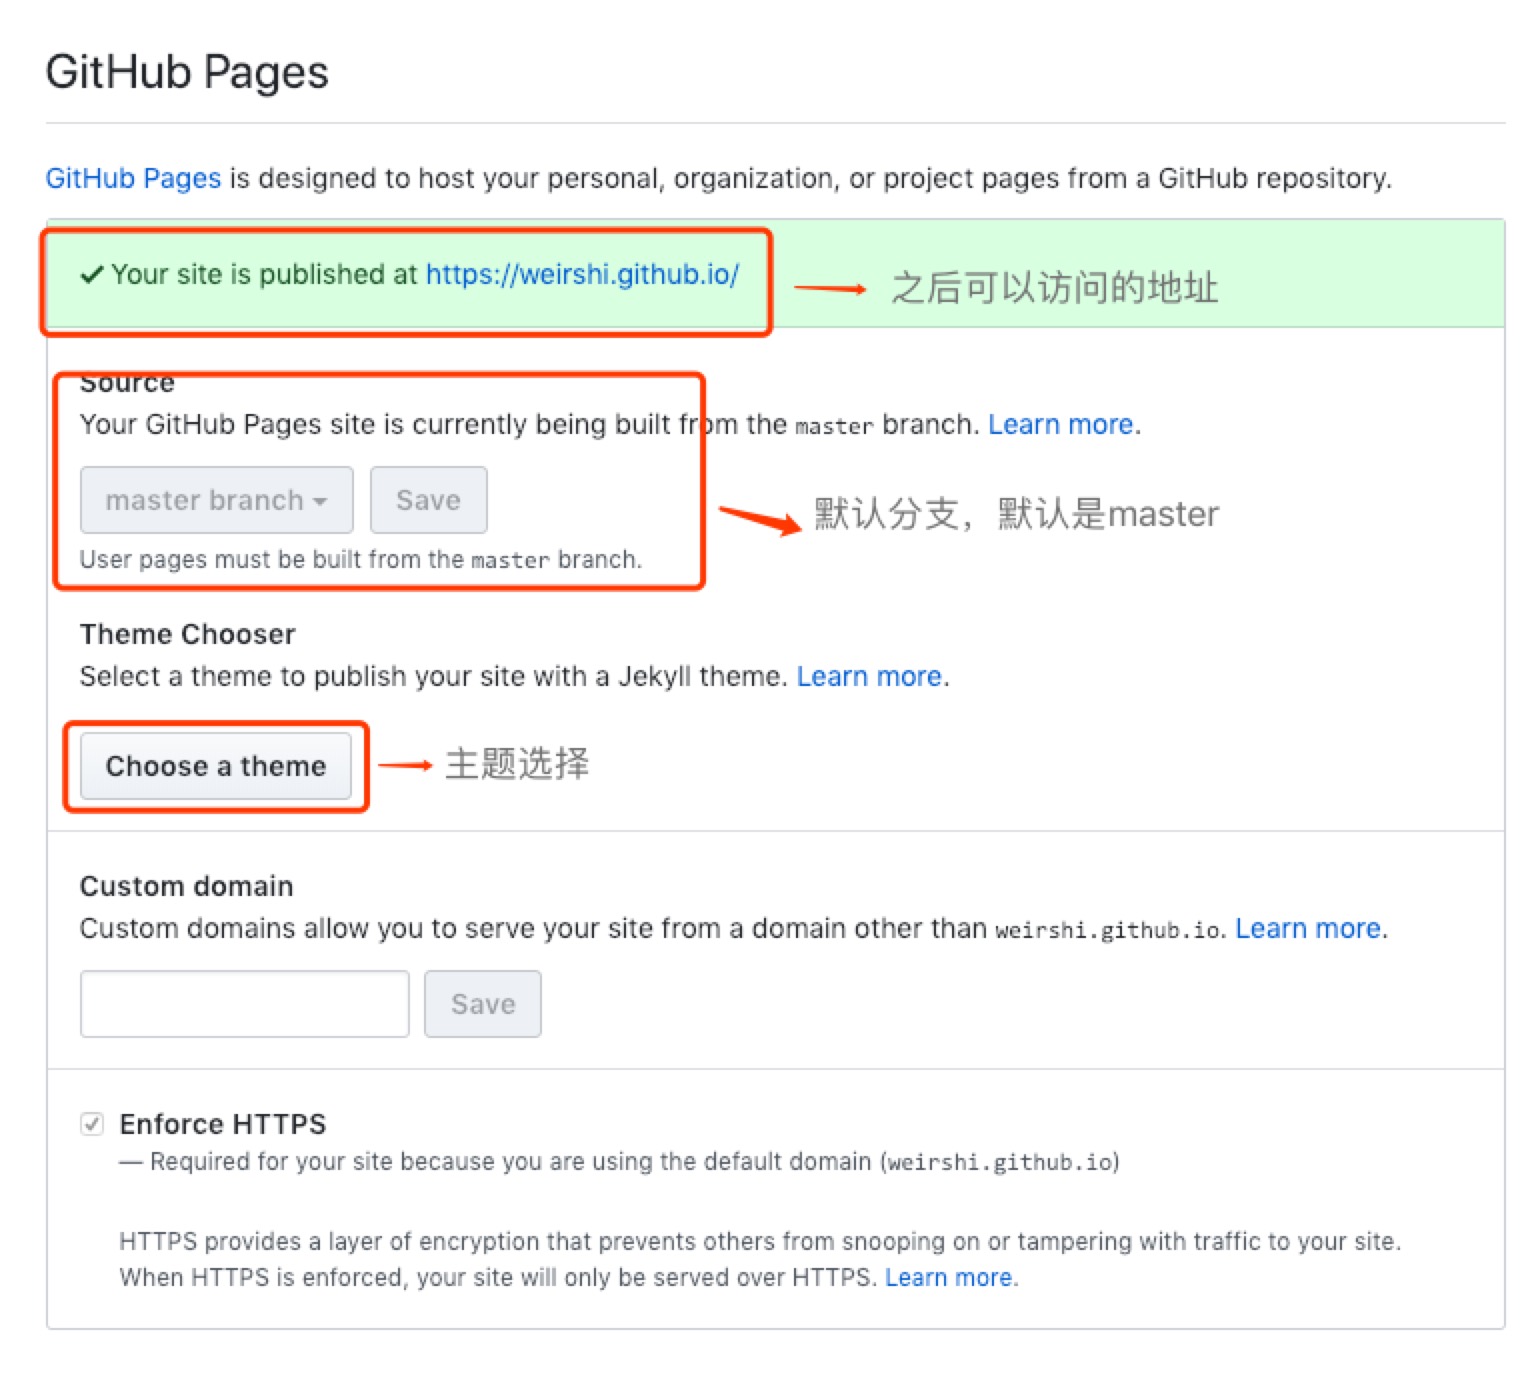 GitHub Pages
GitHub Pages is designed to host your personal, organization, or project pages from a GitHub repository.
Your site is published at https://weirshi.github.io/
之后可以访问的地址
Source
Your GitHub Pages site is currently being built from the master branch. Learn more.
master branch
Save
默认分支，默认是master
User pages must be built from the master branch.
Theme Chooser
Select a theme to publish your site with a Jekyll theme. Learn more.
Choose a theme
主题选择
Custom domain
Custom domains allow you to serve your site from a domain other than weirshi.github.io. Learn more.
Save
Enforce HTTPS
— Required for your site because you are using the default domain (weirshi.github.io)
HTTPS provides a layer of encryption that prevents others from snooping on or tampering with traffic to your site.
When HTTPS is enforced, your site will only be served over HTTPS. Learn more.